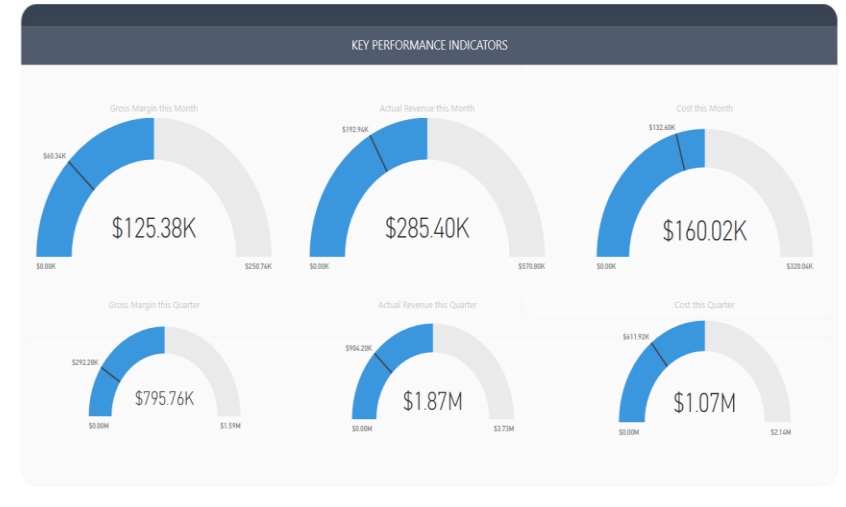 KEY PERFORMANCE INDICATORS
Gross Margin this Month
$68.34K
$125.38K
$0.00K
$250.76K
Actual Revenue this Month
$192.94K
$285.40K
$0.00K
$570.80K
Cost this Month
$132.60K
$160.02K
$0.00K
$320.04K
Gross Margin this Quarter
$292.28K
$795.76K
$0.00M
$1.59M
Actual Revenue this Quarter
$904.20K
$1.87M
$0.00M
$3.73M
Cost this Quarter
$611.92K
$1.07M
$0.00M
$2.14M